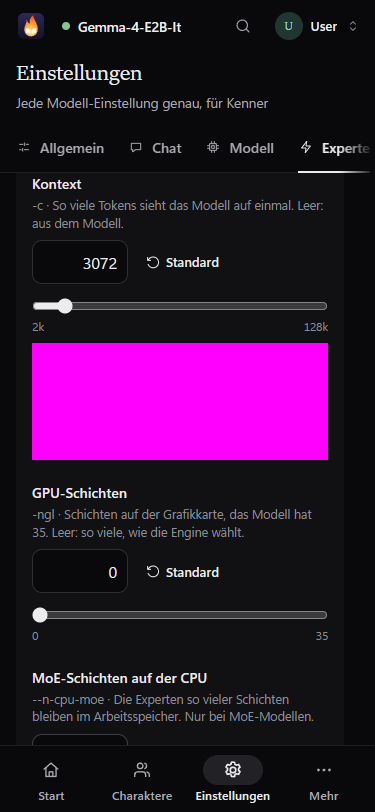 Gemma-4-E2B-It
U
User
Einstellungen
Jede Modell-Einstellung genau, für Kenner
Allgemein
Chat
Modell
Experte
Kontext
-c · So viele Tokens sieht das Modell auf einmal. Leer:
aus dem Modell.
3072
Standard
2k
128k
GPU-Schichten
-ngl · Schichten auf der Grafikkarte, das Modell hat
35. Leer: so viele, wie die Engine wählt.
0
Standard
0
35
MoE-Schichten auf der CPU
--n-cpu-moe · Die Experten so vieler Schichten
bleiben im Arbeitsspeicher. Nur bei MoE-Modellen.
Start
Charaktere
Einstellungen
Mehr